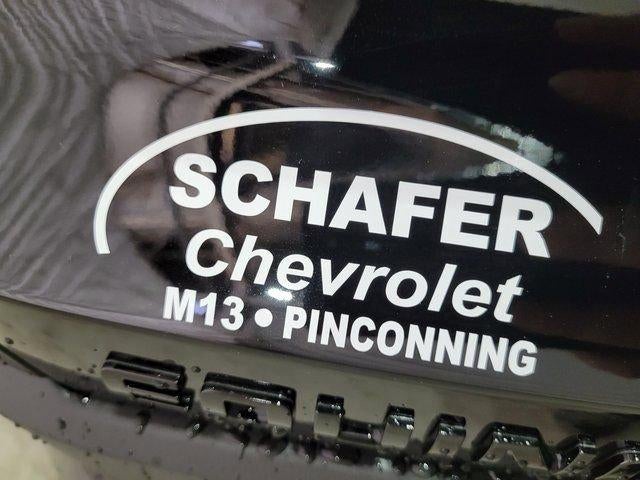 SCHAFER
Chevrolet
M13 • PINCONNING